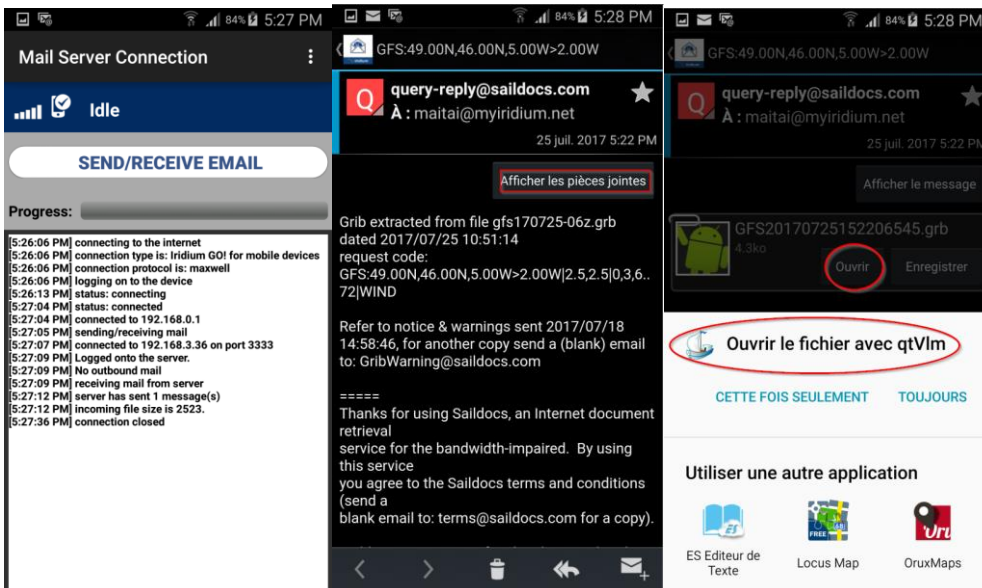 84% 5:27 PM
Mail Server Connection
Idle
SEND/RECEIVE EMAIL
Progress:
[5:26:06 PM] connecting to the internet
[5:26:06 PM] connection type is: Iridium GO! for mobile devices
[5:26:06 PM] connection protocol is: maxwell
[5:26:06 PM] logging on to the device
[5:26:13 PM] status: connecting
[5:27:04 PM] status: connected
[5:27:04 PM] connected to 192.168.0.1
[5:27:05 PM] sending/receiving mail
[5:27:07 PM] connected to 192.168.3.36 on port 3333
[5:27:09 PM] Logged onto the server.
[5:27:09 PM] No outbound mail
[5:27:09 PM] receiving mail from server
[5:27:12 PM] server has sent 1 message(s)
[5:27:12 PM] incoming file size is 2523.
[5:27:36 PM] connection closed
84% 5:28 PM
GFS:49.00N,46.00N,5.00W>2.00W
Q
query-reply@saildocs.com
À : maitai@myiridium.net
25 juil. 2017 5:22 PM
Afficher les pièces jointes
Grib extracted from file gfs170725-06z.grb
dated 2017/07/25 10:51:14
request code:
GFS:49.00N,46.00N,5.00W>2.00W|2.5,2.5|0,3,6..
72|WIND
Refer to notice & warnings sent 2017/07/18
14:58:46, for another copy send a (blank) email
to: GribWarning@saildocs.com
=====
Thanks for using Saildocs, an Internet document
retrieval
service for the bandwidth-impaired. By using
this service
you agree to the Saildocs terms and conditions
(send a
blank email to: terms@saildocs.com for a copy).
84% 5:28 PM
GFS:49.00N,46.00N,5.00W>2.00W
Q
query-reply@saildocs.com
À : maitai@myiridium.net
25 juil. 2017 5:22 PM
Afficher le message
GFS20170725152206545.grb
4.3ko
Ouvrir
Enregistrer
Ouvrir le fichier avec qtVlm
CETTE FOIS SEULEMENT
TOUJOURS
Utiliser une autre application
ES
FREE
Oru
ES Editeur de
Texte
Locus Map
OruxMaps